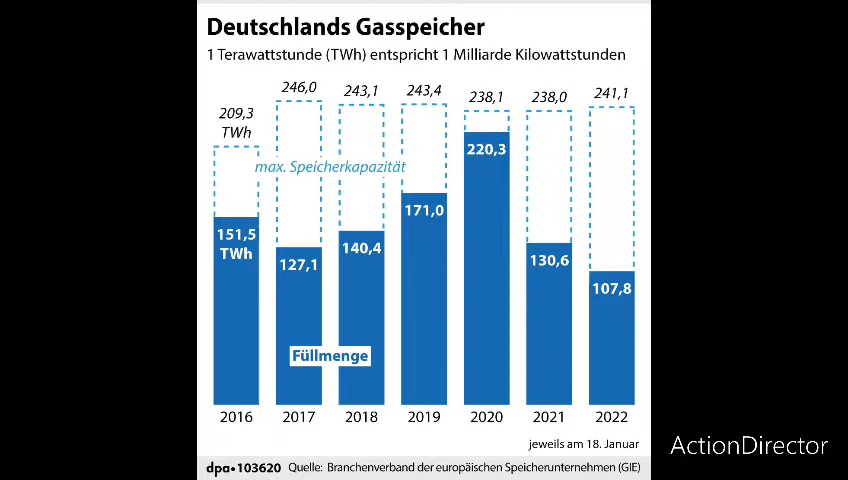 Deutschlands Gasspeicher
1 Terawattstunde (TWh) entspricht 1 Milliarde Kilowattstunden
209,3
TWh
246,0
243,1
243,4
238,1
238,0
241,1
max. Speicherkapazität
151,5
TWh
127,1
140,4
171,0
220,3
130,6
107,8
Füllmenge
2016
2017
2018
2019
2020
2021
2022
jeweils am 18. Januar
dpa•103620 Quelle: Branchenverband der europäischen Speicherunternehmen (GIE)
ActionDirector